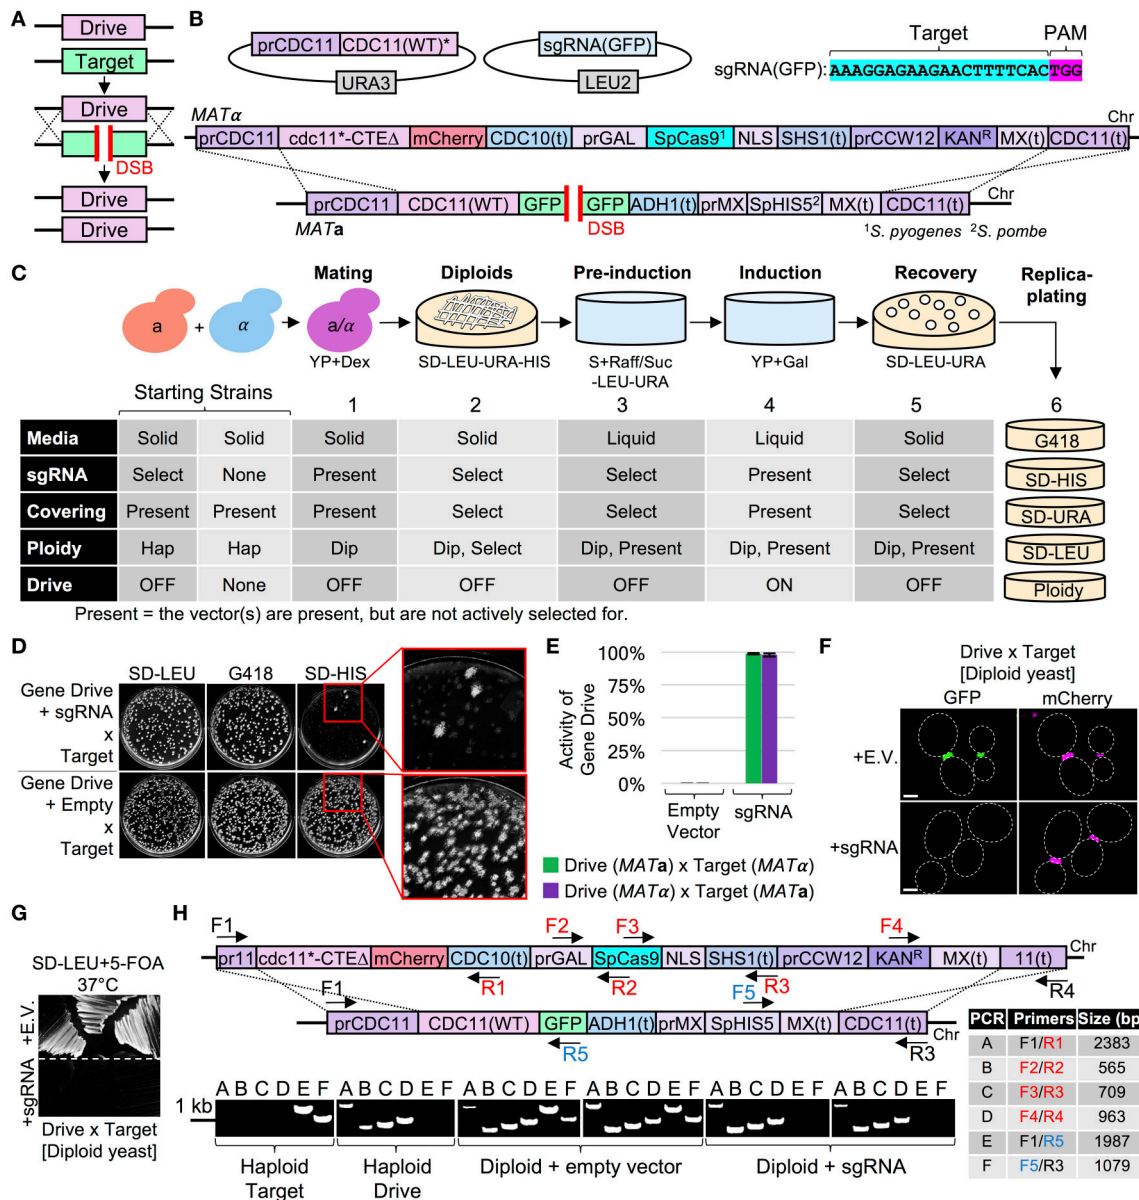 A
Drive
Target
Drive
DSB
Drive
Drive
B
prCDC11 CDC11(WT)*
URA3
sgRNA(GFP)
LEU2
Target PAM
sgRNA(GFP): AAAGGAGAAGAACTTTTCACTGG
MATα
Chr
prCDC11 cdc11*-CTEΔ mCherry CDC10(t) prGAL SpCas9¹ NLS SHS1(t) prCCW12 KANᴿ MX(t) CDC11(t)
prCDC11 CDC11(WT) GFP GFP ADH1(t) prMX SpHIS5² MX(t) CDC11(t)
Chr
MATa
DSB
¹S. pyogenes ²S. pombe
C
Mating Diploids Pre-induction Induction Recovery Replica-
plating
a + α a/α
YP+Dex SD-LEU-URA-HIS S+Raff/Suc
-LEU-URA YP+Gal SD-LEU-URA
Starting Strains 1 2 3 4 5 6
Media Solid Solid Solid Solid Liquid Liquid Solid G418
sgRNA Select None Present Select Select Present Select SD-HIS
Covering Present Present Present Select Select Present Select SD-URA
Ploidy Hap Hap Dip Dip, Select Dip, Present Dip, Present Dip, Present SD-LEU
Drive OFF None OFF OFF OFF ON OFF Ploidy
Present = the vector(s) are present, but are not actively selected for.
D
SD-LEU G418 SD-HIS
Gene Drive
+ sgRNA
x
Target
Gene Drive
+ Empty
x
Target
E
Activity of
Gene Drive
100%
75%
50%
25%
0%
Empty
Vector
sgRNA
Drive (MATa) x Target (MATα)
Drive (MATα) x Target (MATa)
F
Drive x Target
[Diploid yeast]
GFP mCherry
+E.V.
+sgRNA
G
SD-LEU+5-FOA
37°C
+E.V.
+sgRNA
Drive x Target
[Diploid yeast]
H
F1 F2 F3 F4
pr11 cdc11*-CTEΔ mCherry CDC10(t) prGAL SpCas9 NLS SHS1(t) prCCW12 KANᴿ MX(t) 11(t)
Chr
R1 R2 R3 R4
F1 F5
prCDC11 CDC11(WT) GFP ADH1(t) prMX SpHIS5 MX(t) CDC11(t)
Chr
R5 R3
A B C D E F A B C D E F A B C D E F A B C D E F A B C D E F A B C D E F
1 kb
Haploid
Target
Haploid
Drive
Diploid + empty vector
Diploid + sgRNA
PCR Primers Size (bp)
A F1/R1 2383
B F2/R2 565
C F3/R3 709
D F4/R4 963
E F1/R5 1987
F F5/R3 1079